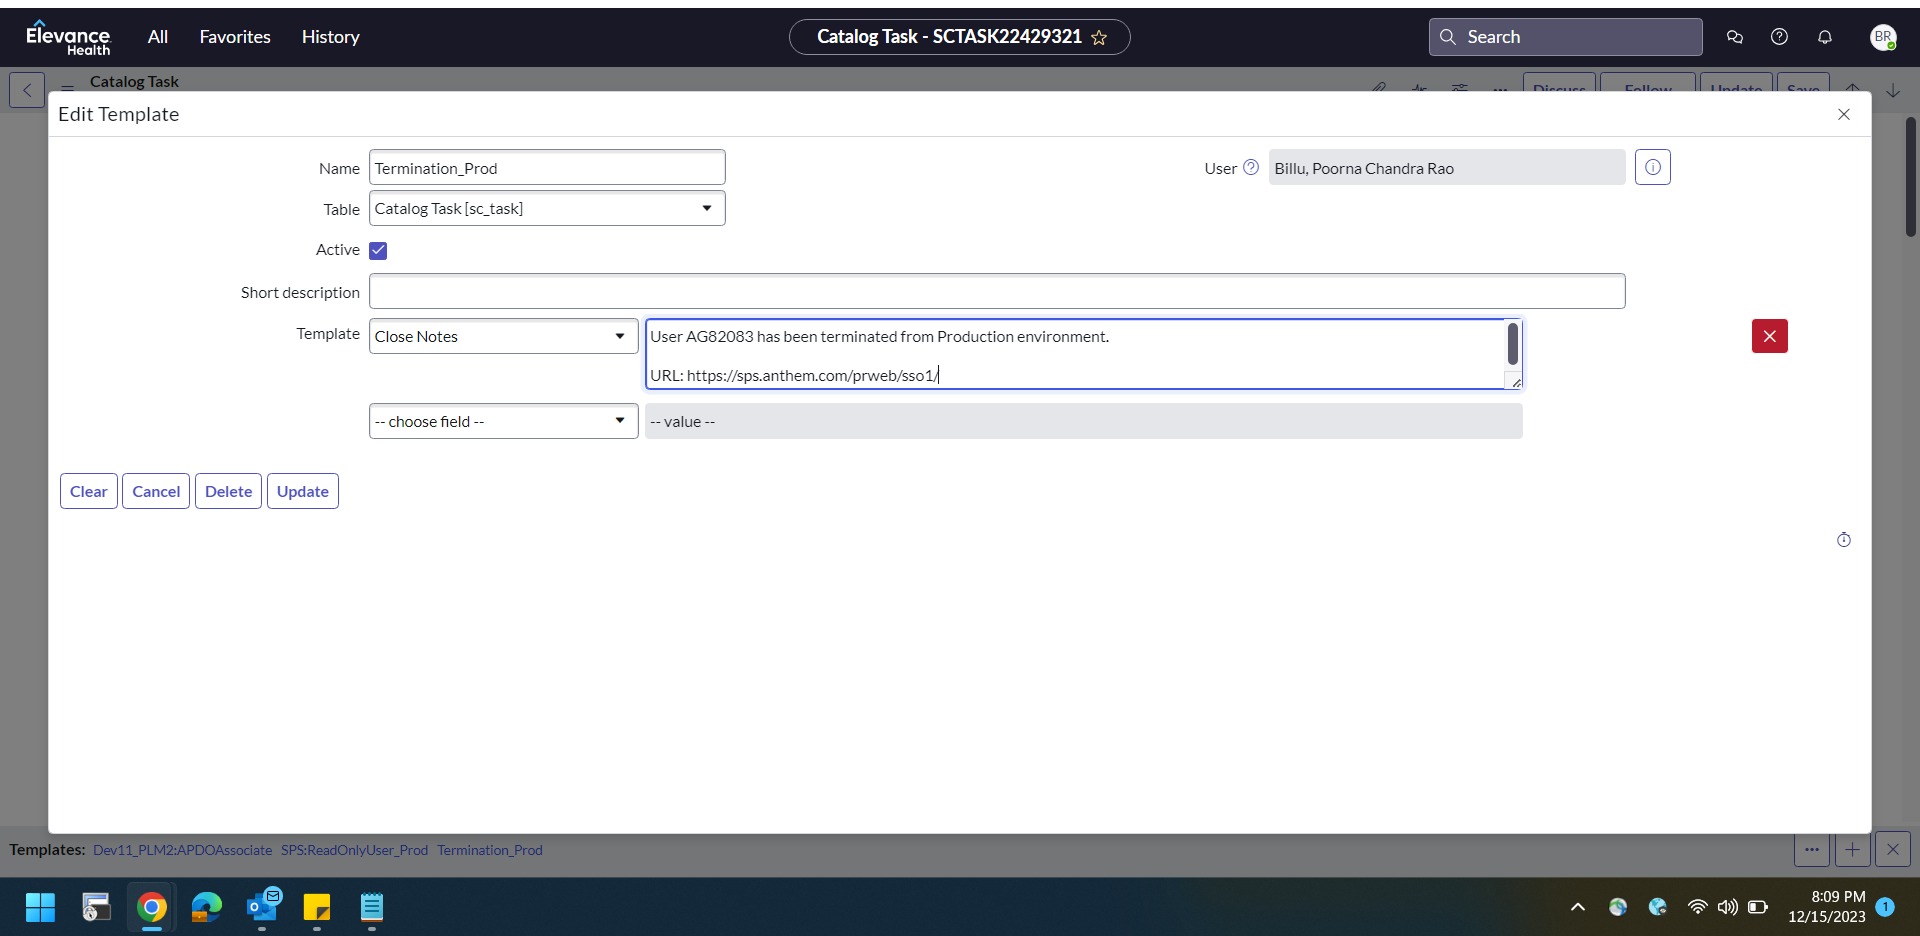 Elevance
Health
All
Favorites
History
Catalog Task - SCTASK22429321
Search
BR
Catalog Task
Discuss
Follow
Update
Save
Edit Template
Name
Termination_Prod
User
Billu, Poorna Chandra Rao
Table
Catalog Task [sc_task]
Active
Short description
Template
Close Notes
User AG82083 has been terminated from Production environment.
URL: https://sps.anthem.com/prweb/sso1/
-- choose field --
-- value --
Clear
Cancel
Delete
Update
Templates:
Dev11_PLM2:APDOAssociate
SPS:ReadOnlyUser_Prod
Termination_Prod
8:09 PM
12/15/2023
1